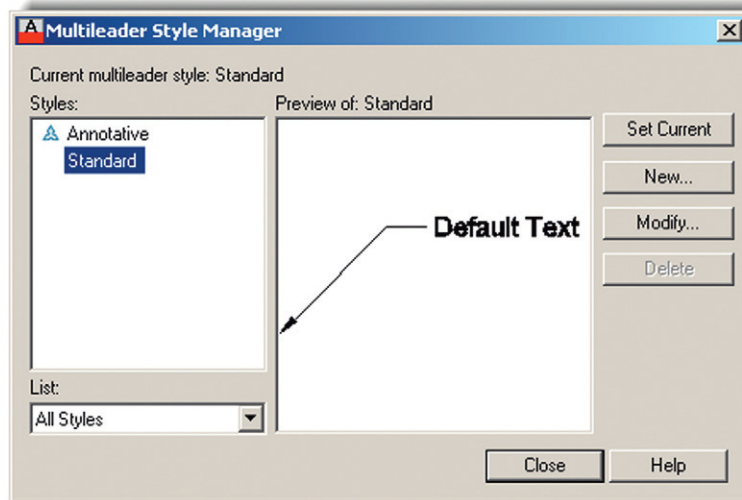 Multileader Style Manager
Current multileader style: Standard
Styles:
Preview of: Standard
Annotative
Standard
Default Text
Set Current
New...
Modify...
Delete
List:
All Styles
Close
Help